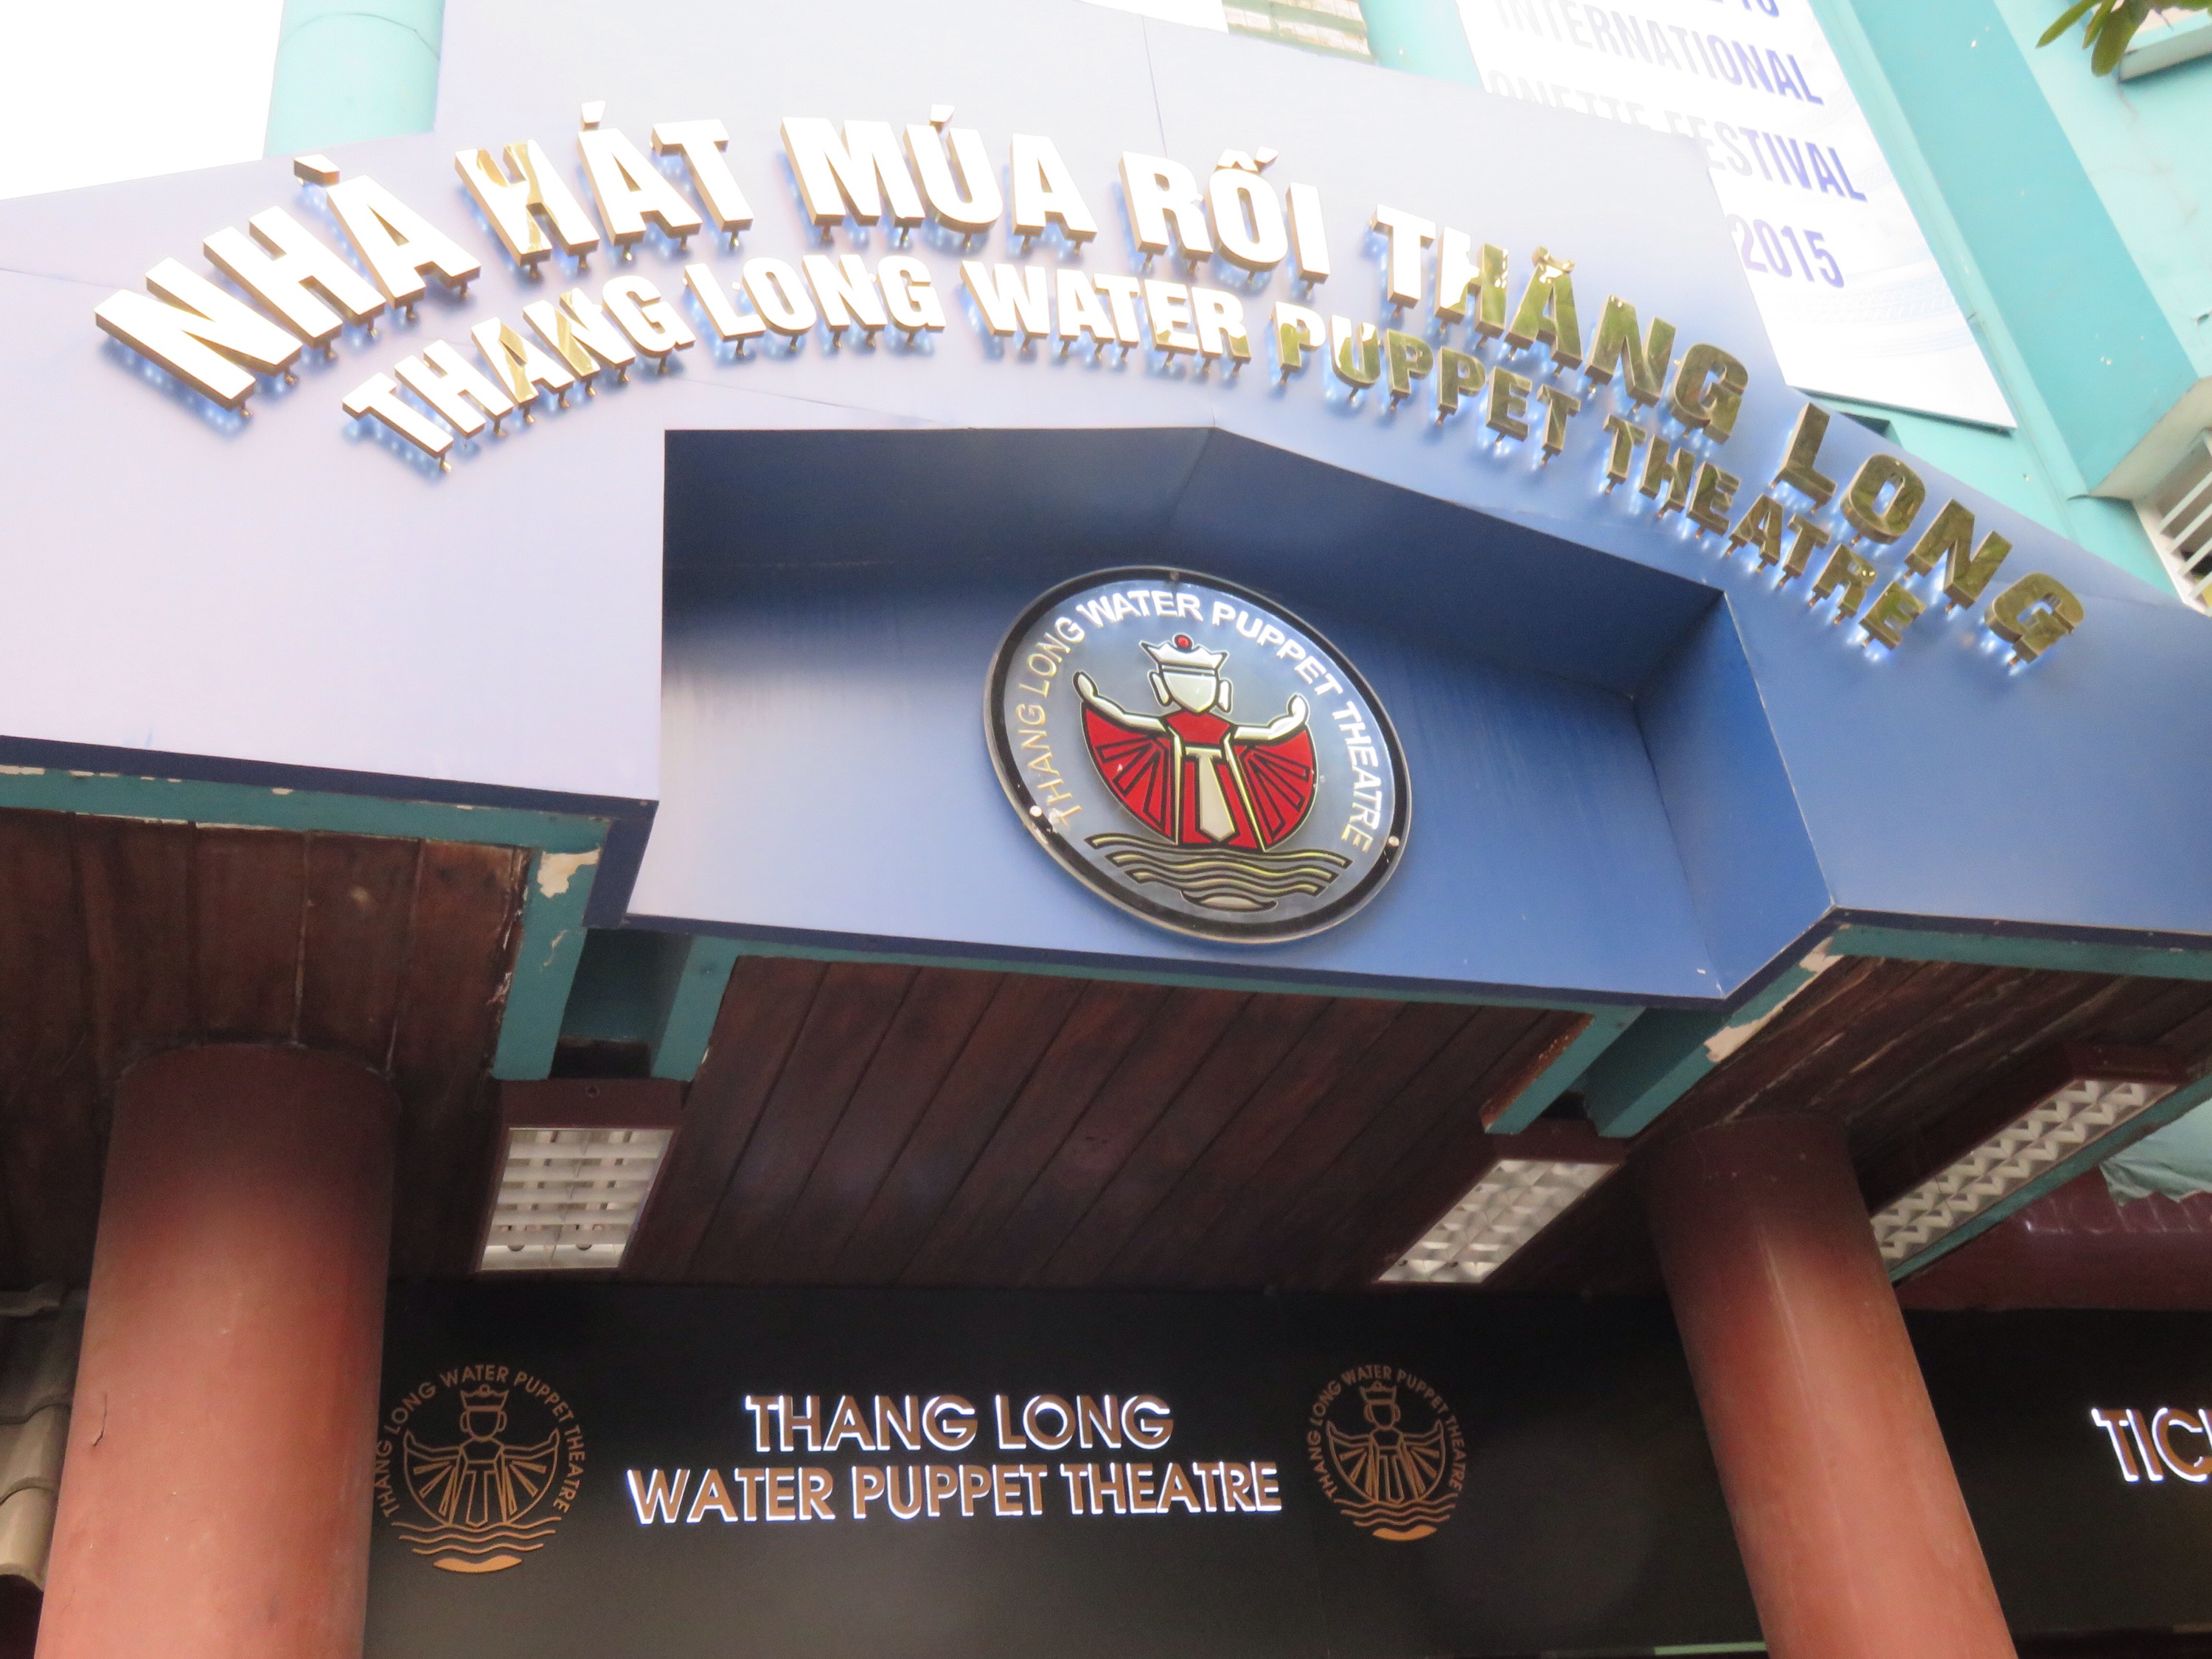 INTERNATIONAL
FESTIVAL
2015
NHÀ HÁT MÚA RỐI THĂNG LONG
THANG LONG WATER PUPPET THEATRE
THANG LONG WATER PUPPET THEATRE
T
THANG LONG WATER PUPPET THEATRE
THANG LONG
WATER PUPPET THEATRE
THANG LONG WATER PUPPET THEATRE
TIC